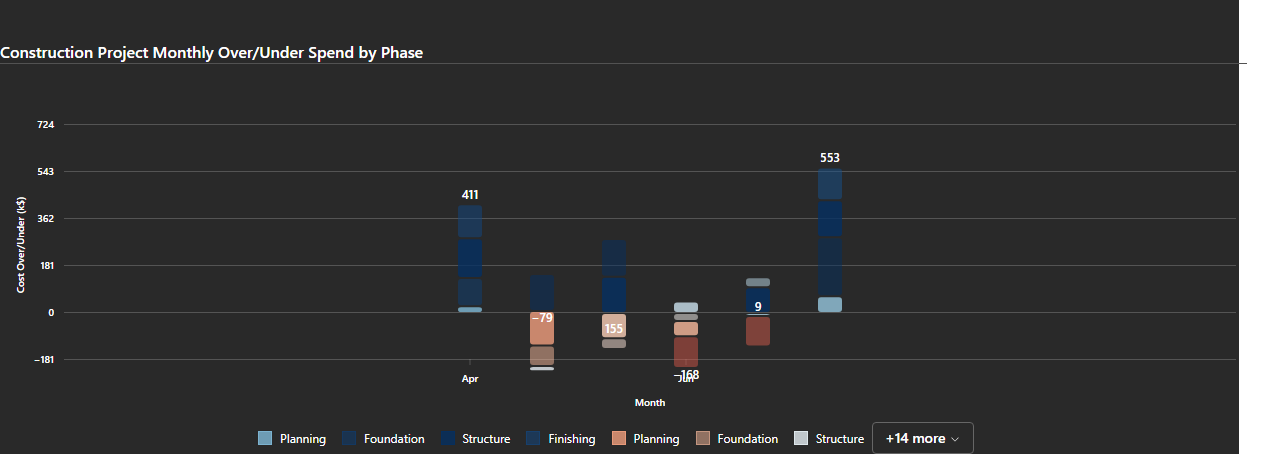 Construction Project Monthly Over/Under Spend by Phase
724
543
362
181
0
−181
Cost Over/Under (k$)
411
−79
155
−168
9
553
Apr
Jun
Month
Planning
Foundation
Structure
Finishing
Planning
Foundation
Structure
+14 more